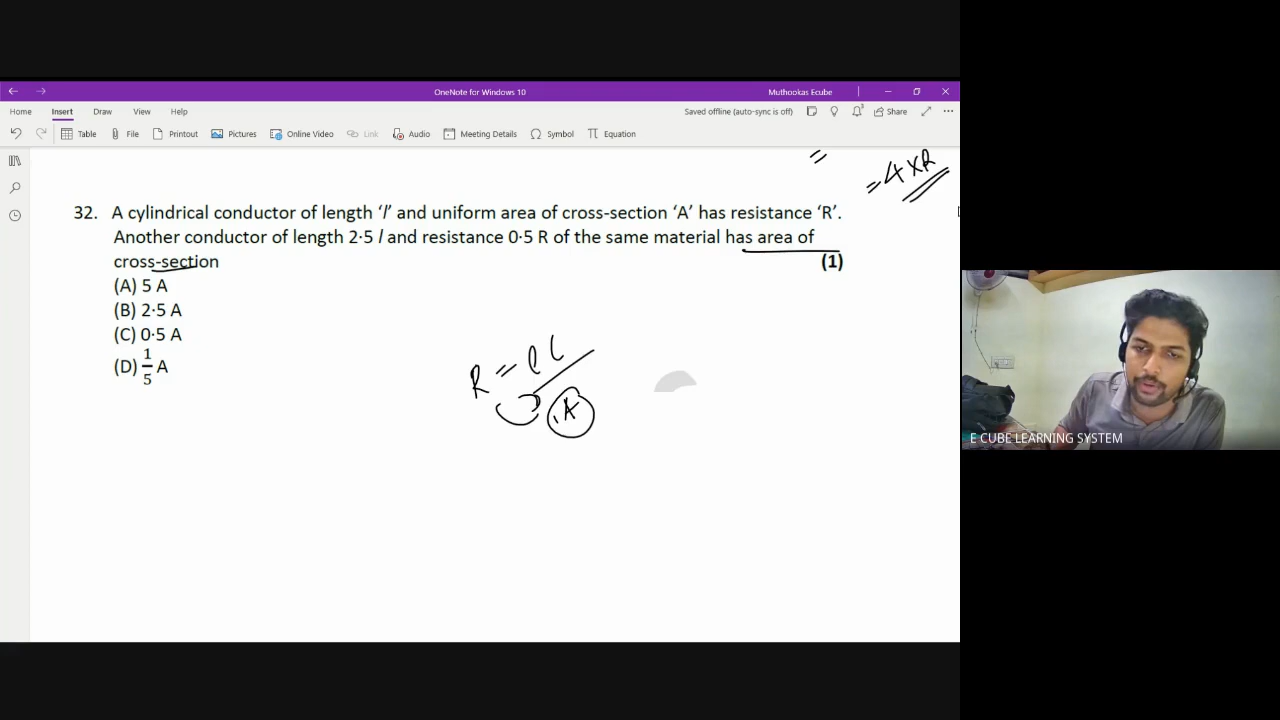 OneNote for Windows 10
Muthookas Ecube
Home Insert Draw View Help
Saved offline (auto-sync is off) Share
Table File Printout Pictures Online Video Link Audio Meeting Details Symbol Equation
=
= 4 x R
32. A cylindrical conductor of length ‘l’ and uniform area of cross-section ‘A’ has resistance ‘R’.
Another conductor of length 2·5 l and resistance 0·5 R of the same material has area of
cross-section (1)
(A) 5 A
(B) 2·5 A
(C) 0·5 A
(D) 1/5 A
R = ρ l / A
E CUBE LEARNING SYSTEM